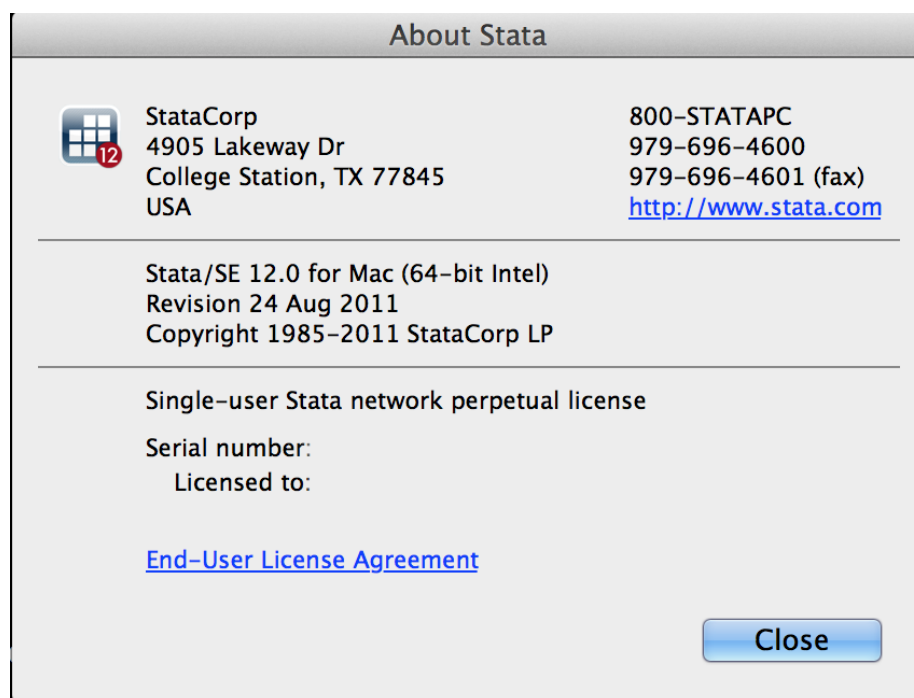 About Stata
12
StataCorp
4905 Lakeway Dr
College Station, TX 77845
USA
800-STATAPC
979-696-4600
979-696-4601 (fax)
http://www.stata.com
Stata/SE 12.0 for Mac (64-bit Intel)
Revision 24 Aug 2011
Copyright 1985-2011 StataCorp LP
Single-user Stata network perpetual license
Serial number:
Licensed to:
End-User License Agreement
Close